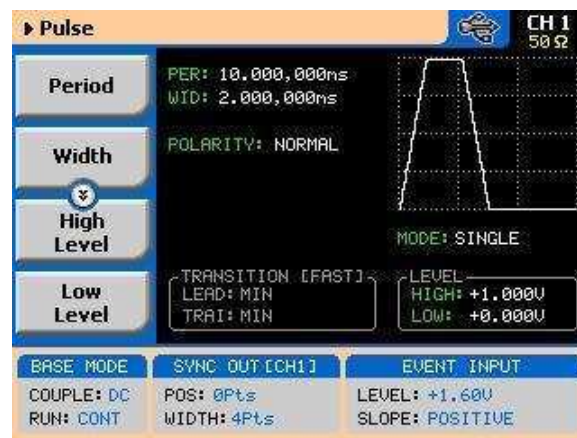 Pulse
CH 1
50 Ω
Period
PER: 10.000,000ns
WID: 2.000,000ns
Width
POLARITY: NORMAL
High
Level
MODE: SINGLE
Low
Level
TRANSITION [FAST]
LEAD: MIN
TRAI: MIN
LEVEL
HIGH: +1.000V
LOW: +0.000V
BASE MODE
COUPLE: DC
RUN: CONT
SYNC OUT [CH1]
POS: 0Pts
WIDTH: 4Pts
EVENT INPUT
LEVEL: +1.60V
SLOPE: POSITIVE